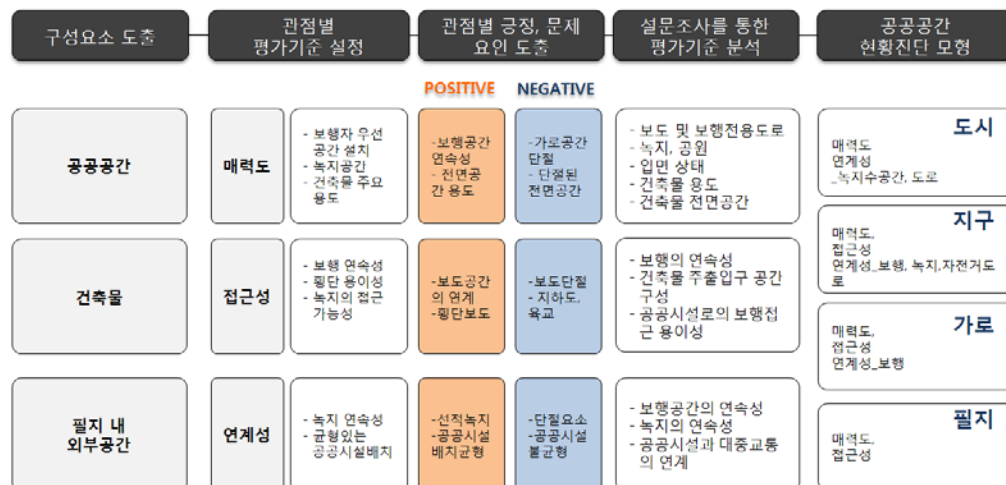 구성요소 도출
관점별
평가기준 설정
관점별 긍정, 문제
요인 도출
설문조사를 통한
평가기준 분석
공공공간
현황진단 모형
POSITIVE
NEGATIVE
공공공간
매력도
- 보행자 우선
공간 설치
- 녹지공간
- 건축물 주요
용도
-보행공간
연속성
- 전면공
간 용도
-가로공간
단절
- 단절된
전면공간
- 보도 및 보행전용도로
- 녹지, 공원
- 입면 상태
- 건축물 용도
- 건축물 전면공간
도시
매력도
연계성
_녹지수공간, 도로
건축물
접근성
- 보행 연속성
- 횡단 용이성
- 녹지의 접근
가능성
-보도공간
의 연계
-횡단보도
-보도단절,
- 지하도,
육교
- 보행의 연속성
- 건축물 주출입구 공간
구성
- 공공시설로의 보행접
근 용이성
지구
매력도,
접근성
연계성_보행, 녹지,자전거도
로
가로
매력도,
접근성
연계성_보행
필지 내
외부공간
연계성
- 녹지 연속성
- 균형있는
공공시설배치
-선적녹지
-공공시설
배치균형
-단절요소
-공공시설
불균형
- 보행공간의 연속성
- 녹지의 연속성
- 공공시설과 대중교통
의 연계
필지
매력도,
접근성